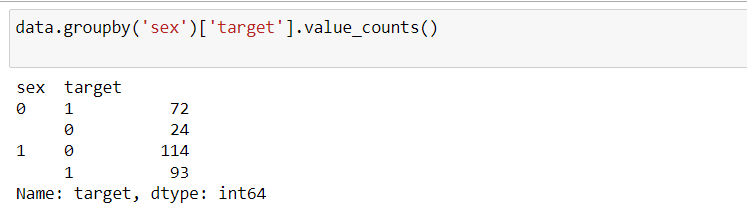 data.groupby('sex')['target'].value_counts()
sex  target
0    1         72
     0         24
1    0        114
     1         93
Name: target, dtype: int64